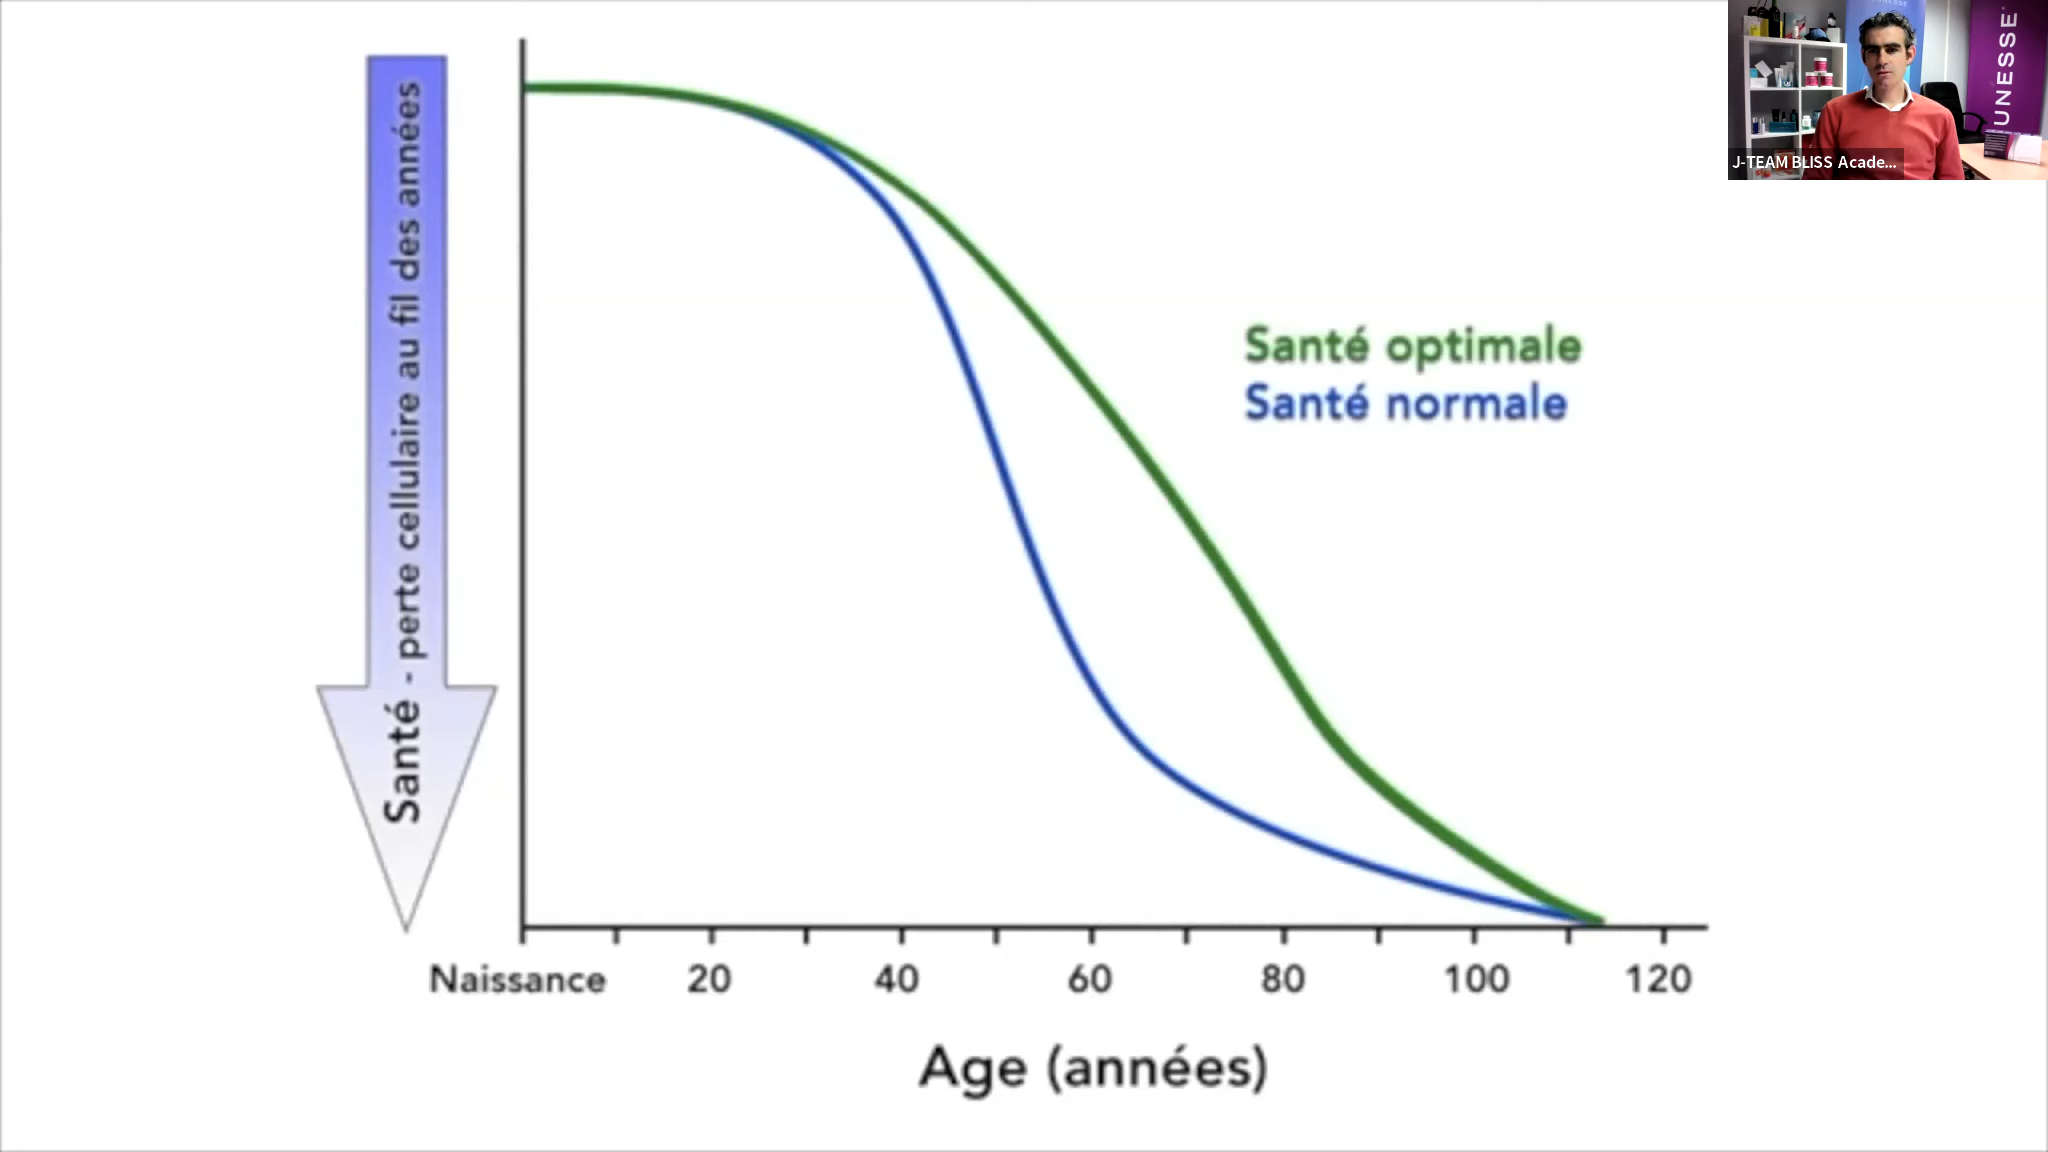 Santé - perte cellulaire au fil des années
Santé optimale
Santé normale
Naissance
20
40
60
80
100
120
Age (années)
UNESSE
J-TEAM BLISS Acade...